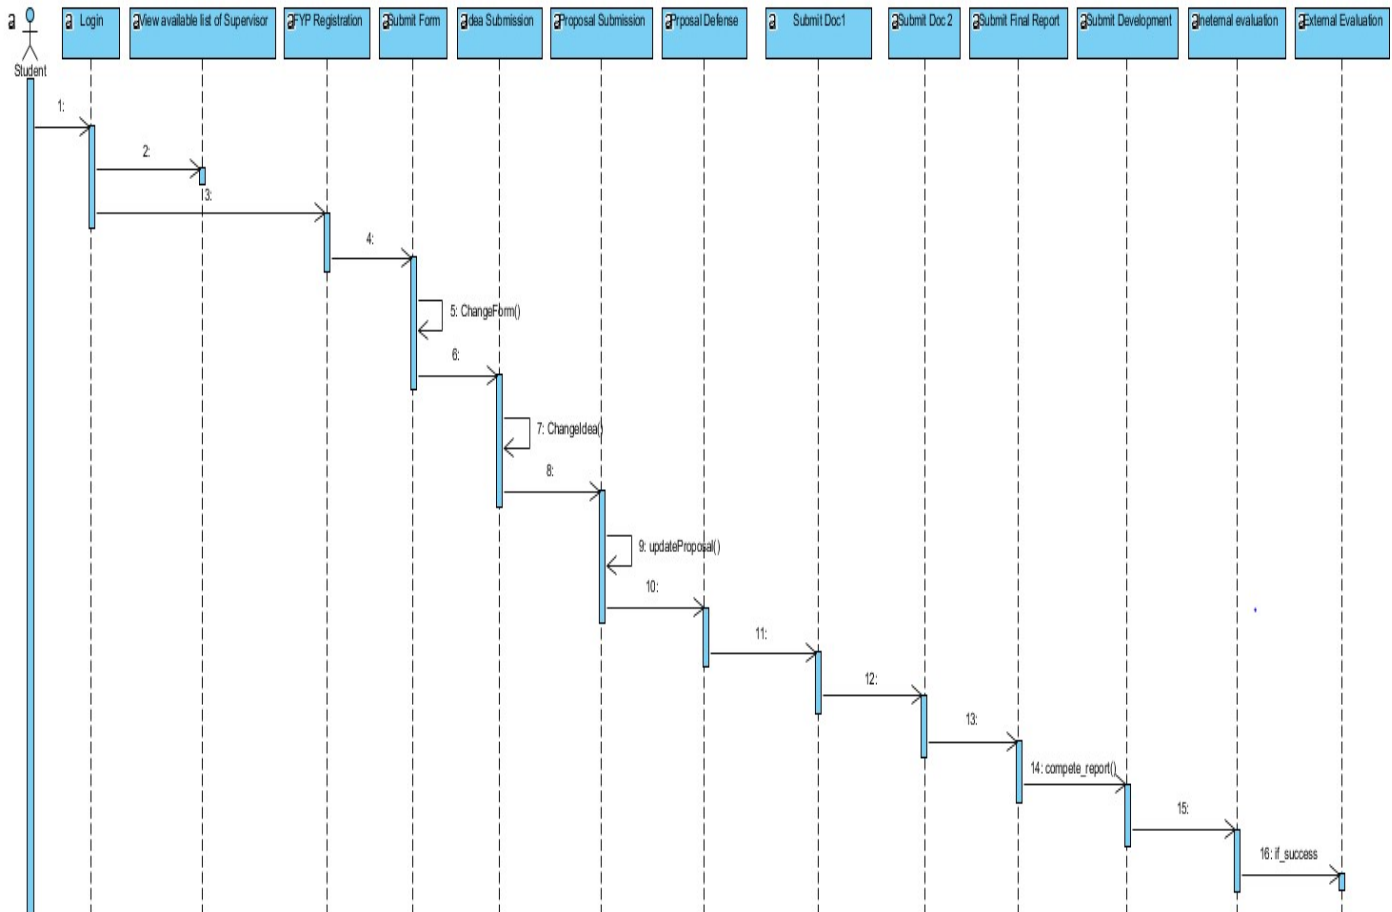 a Student
a Login
a View available list of Supervisor
a FYP Registration
a Submit Form
a Idea Submission
a Proposal Submission
a Prposal Defense
a Submit Doc1
a Submit Doc 2
a Submit Final Report
a Submit Development
a Ineternal evaluation
a External Evaluation
1:
2:
3:
4:
5: ChangeForm()
6:
7: ChangeIdea()
8:
9: updateProposal()
10:
11:
12:
13:
14: compete_report()
15:
16: if_success